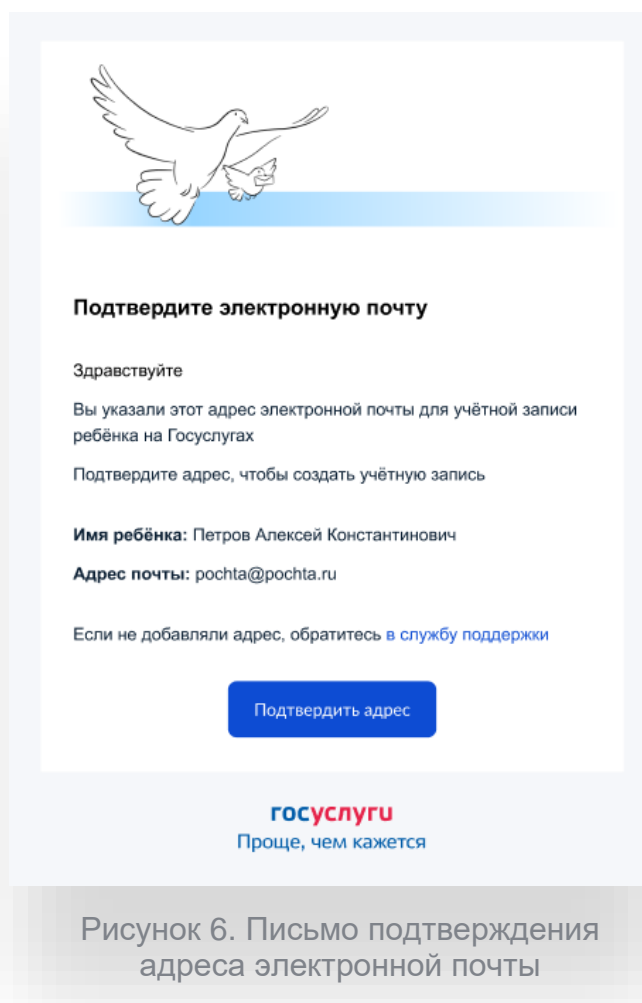 Подтвердите электронную почту
Здравствуйте
Вы указали этот адрес электронной почты для учётной записи
ребёнка на Госуслугах
Подтвердите адрес, чтобы создать учётную запись
Имя ребёнка: Петров Алексей Константинович
Адрес почты: pochta@pochta.ru
Если не добавляли адрес, обратитесь в службу поддержки
Подтвердить адрес
госуслуги
Проще, чем кажется
Рисунок 6. Письмо подтверждения
адреса электронной почты